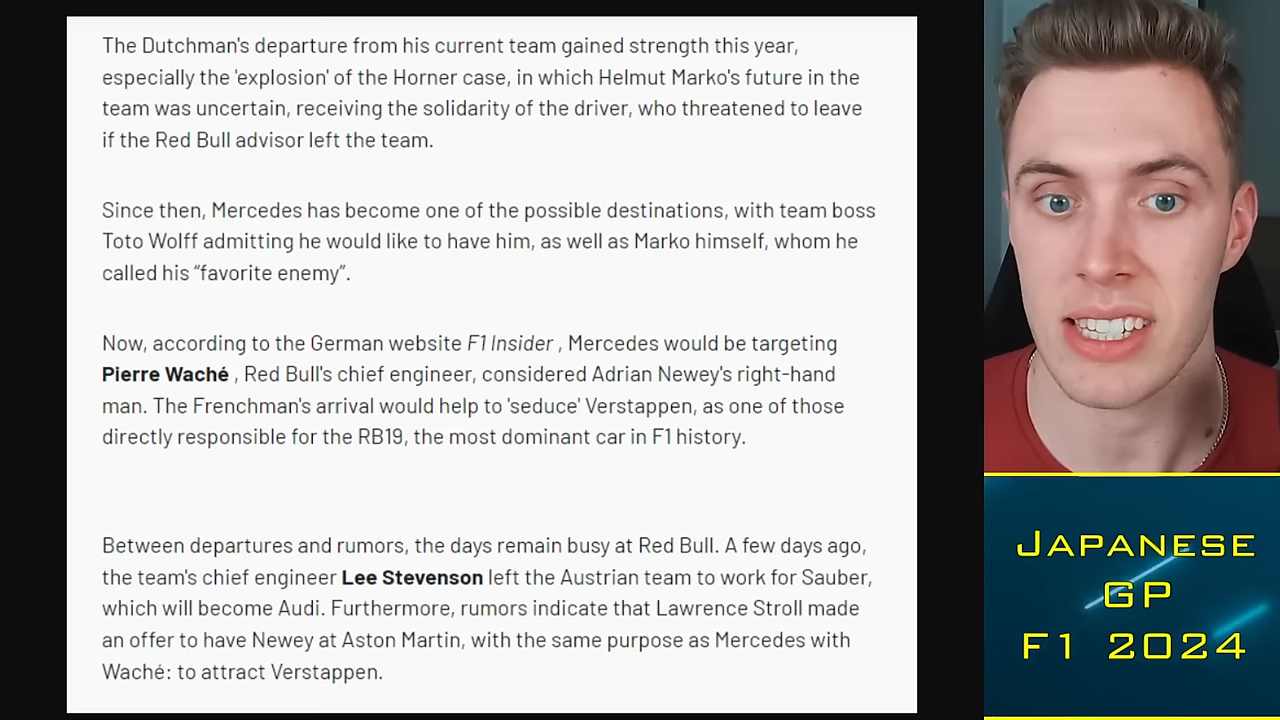 The Dutchman's departure from his current team gained strength this year,
especially the 'explosion' of the Horner case, in which Helmut Marko's future in the
team was uncertain, receiving the solidarity of the driver, who threatened to leave
if the Red Bull advisor left the team.
Since then, Mercedes has become one of the possible destinations, with team boss
Toto Wolff admitting he would like to have him, as well as Marko himself, whom he
called his “favorite enemy”.
Now, according to the German website F1 Insider , Mercedes would be targeting
Pierre Waché , Red Bull's chief engineer, considered Adrian Newey's right-hand
man. The Frenchman's arrival would help to 'seduce' Verstappen, as one of those
directly responsible for the RB19, the most dominant car in F1 history.
Between departures and rumors, the days remain busy at Red Bull. A few days ago,
the team's chief engineer Lee Stevenson left the Austrian team to work for Sauber,
which will become Audi. Furthermore, rumors indicate that Lawrence Stroll made
an offer to have Newey at Aston Martin, with the same purpose as Mercedes with
Waché: to attract Verstappen.
JAPANESE
GP
F1 2024